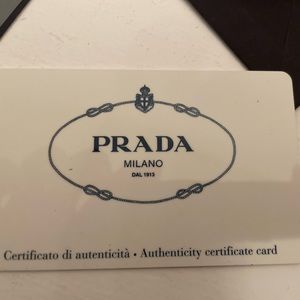 PRADA
MILANO
DAL 1913
Certificato di autenticità • Authenticity certificate card